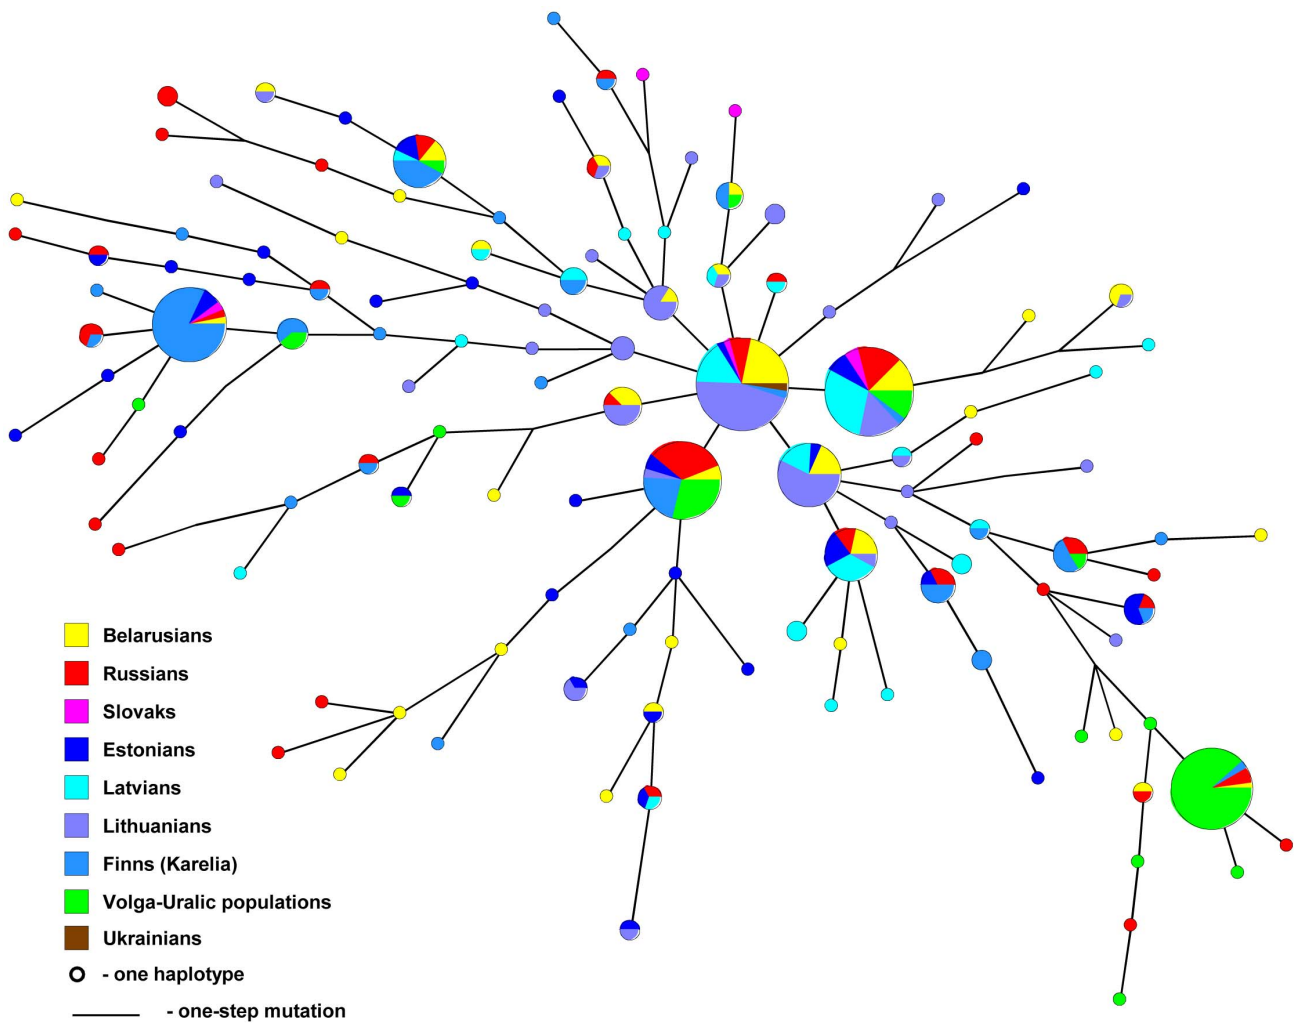 Belarusians
Russians
Slovaks
Estonians
Latvians
Lithuanians
Finns (Karelia)
Volga-Uralic populations
Ukrainians
- one haplotype
- one-step mutation